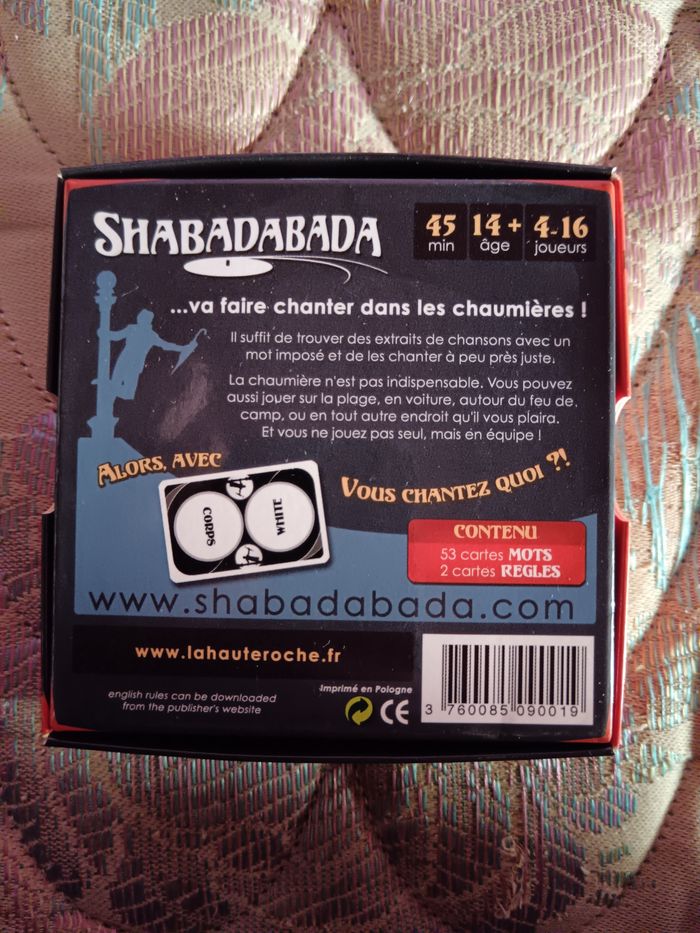 SHABADABADA
45 min
14 + âge
4-16 joueurs
...va faire chanter dans les chaumières !
Il suffit de trouver des extraits de chansons avec un
mot imposé et de les chanter à peu près juste.
La chaumière n'est pas indispensable. Vous pouvez
aussi jouer sur la plage, en voiture, autour du feu de
camp, ou en tout autre endroit qu'il vous plaira.
Et vous ne jouez pas seul, mais en équipe !
ALORS, AVEC
CORPS
WHITE
VOUS CHANTEZ QUOI ?!
CONTENU
53 cartes MOTS
2 cartes REGLES
www.shabadabada.com
www.lahauteroche.fr
english rules can be downloaded
from the publisher's website
Imprimé en Pologne
CE
3 760085 090019